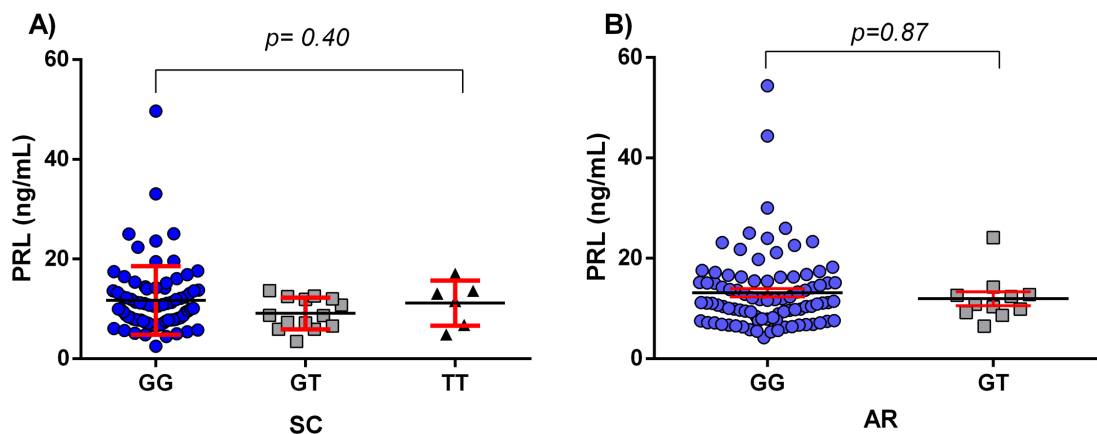 A)
p= 0.40
PRL (ng/mL)
60
40
20
0
GG GT TT
SC
B)
p=0.87
PRL (ng/mL)
60
40
20
0
GG GT
AR